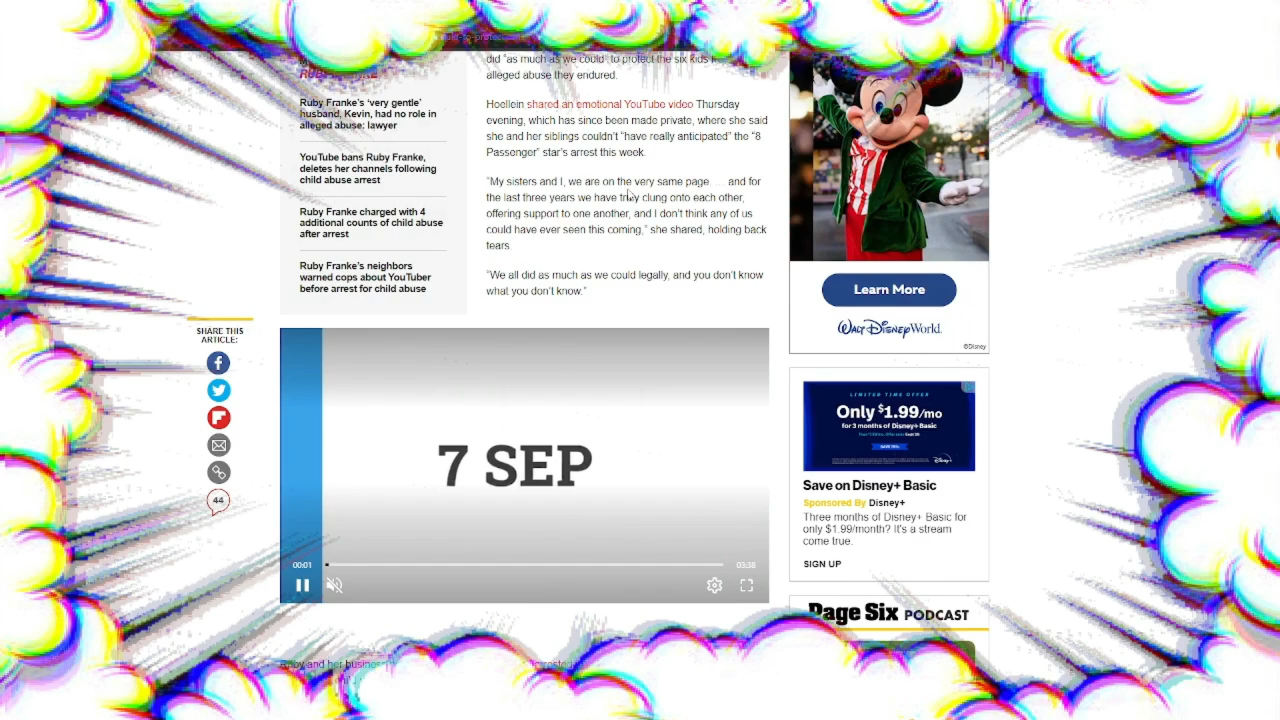 did "as much as we could" to protect the six kids
alleged abuse they endured.
Ruby Franke's 'very gentle'
husband, Kevin, had no role in
alleged abuse: lawyer
YouTube bans Ruby Franke,
deletes her channels following
child abuse arrest
Ruby Franke charged with 4
additional counts of child abuse
after arrest
Ruby Franke's neighbors
warned cops about YouTuber
before arrest for child abuse
Hoellein shared an emotional YouTube video Thursday
evening, which has since been made private, where she said
she and her siblings couldn't "have really anticipated" the "8
Passenger" star's arrest this week.
"My sisters and I, we are on the very same page. … and for
the last three years we have truly clung onto each other,
offering support to one another, and I don't think any of us
could have ever seen this coming," she shared, holding back
tears.
"We all did as much as we could legally, and you don't know
what you don't know."
SHARE THIS
ARTICLE:
44
7 SEP
00:01
03:38
Learn More
Walt Disney World.
©Disney
LIMITED TIME OFFER
Only $1.99/mo
for 3 months of Disney+ Basic
Disney+
Save on Disney+ Basic
Sponsored By Disney+
Three months of Disney+ Basic for
only $1.99/month? It's a stream
come true.
SIGN UP
Page Six PODCAST
Ruby and her business